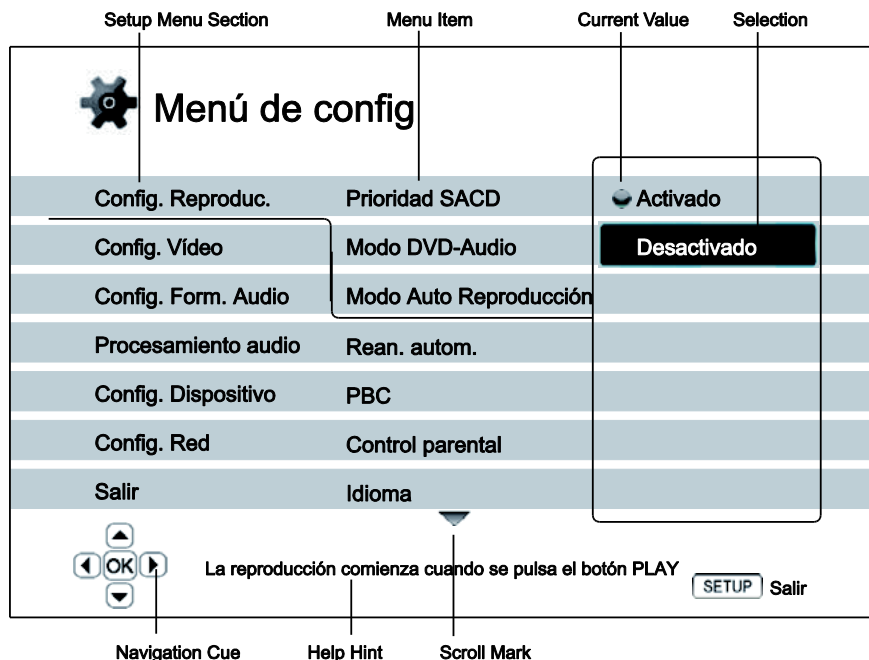 Setup Menu Section Menu Item Current Value Selection
Menú de config
Config. Reproduc. Prioridad SACD Activado
Config. Vídeo Modo DVD-Audio Desactivado
Config. Form. Audio Modo Auto Reproducción
Procesamiento audio Rean. autom.
Config. Dispositivo PBC
Config. Red Control parental
Salir Idioma
OK La reproducción comienza cuando se pulsa el botón PLAY
SETUP Salir
Navigation Cue Help Hint Scroll Mark